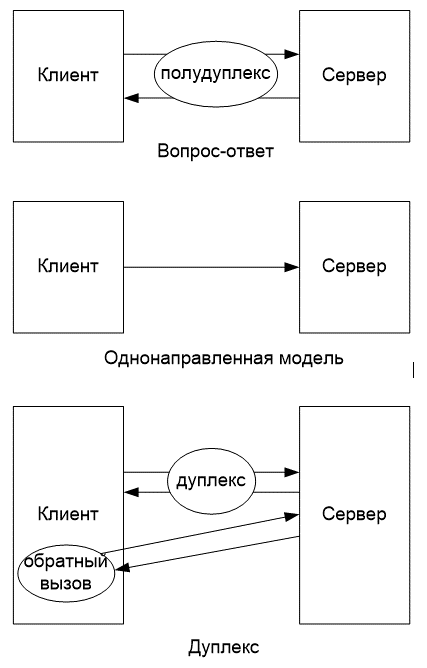 Клиент
полудуплекс
Сервер
Вопрос-ответ
Клиент
Сервер
Однонаправленная модель
дуплекс
Клиент
Сервер
обратный
вызов
Дуплекс